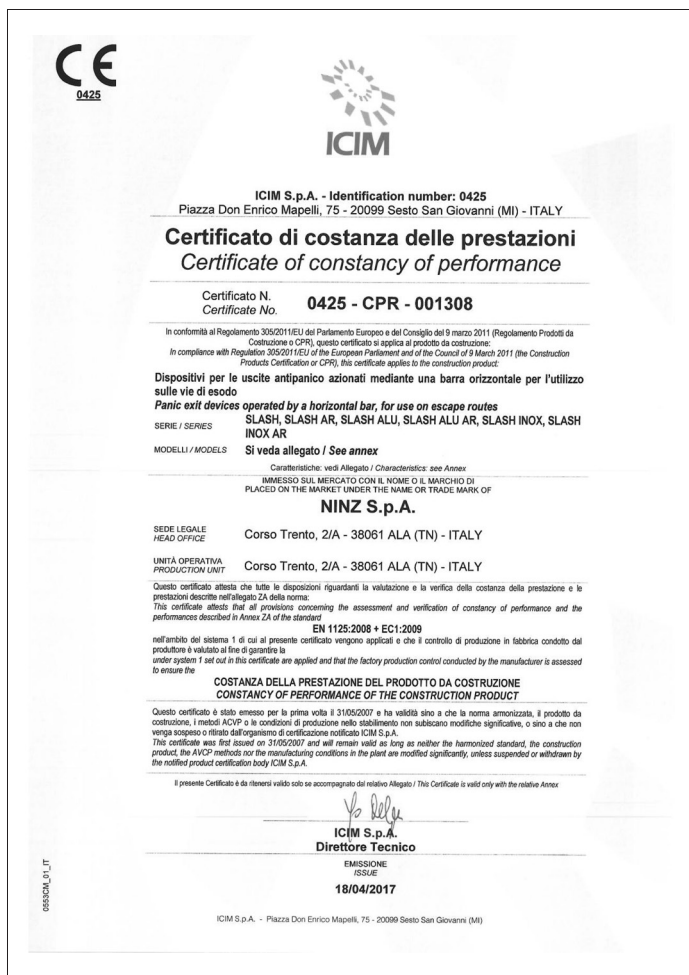 CE
0425
ICIM
ICIM S.p.A. - Identification number: 0425
Piazza Don Enrico Mapelli, 75 - 20099 Sesto San Giovanni (MI) - ITALY
Certificato di costanza delle prestazioni
Certificate of constancy of performance
Certificato N.
Certificate No.
0425 - CPR - 001308
In conformità al Regolamento 305/2011/EU del Parlamento Europeo e del Consiglio del 9 marzo 2011 (Regolamento Prodotti da
Costruzione o CPR), questo certificato si applica al prodotto da costruzione:
In compliance with Regulation 305/2011/EU of the European Parliament and of the Council of 9 March 2011 (the Construction
Products Certification or CPR), this certificate applies to the construction product:
Dispositivi per le uscite antipanico azionati mediante una barra orizzontale per l'utilizzo
sulle vie di esodo
Panic exit devices operated by a horizontal bar, for use on escape routes
SERIE / SERIES
SLASH, SLASH AR, SLASH ALU, SLASH ALU AR, SLASH INOX, SLASH
INOX AR
MODELLI / MODELS
Si veda allegato / See annex
Caratteristiche: vedi Allegato / Characteristics: see Annex
IMMESSO SUL MERCATO CON IL NOME O IL MARCHIO DI
PLACED ON THE MARKET UNDER THE NAME OR TRADE MARK OF
NINZ S.p.A.
SEDE LEGALE
HEAD OFFICE
Corso Trento, 2/A - 38061 ALA (TN) - ITALY
UNITÀ OPERATIVA
PRODUCTION UNIT
Corso Trento, 2/A - 38061 ALA (TN) - ITALY
Questo certificato attesta che tutte le disposizioni riguardanti la valutazione e la verifica della costanza della prestazione e le
prestazioni descritte nell'allegato ZA della norma:
This certificate attests that all provisions concerning the assessment and verification of constancy of performance and the
performances described in Annex ZA of the standard
EN 1125:2008 + EC1:2009
nell'ambito del sistema 1 di cui al presente certificato vengono applicati e che il controllo di produzione in fabbrica condotto dal
produttore è valutato al fine di garantire la
under system 1 set out in this certificate are applied and that the factory production control conducted by the manufacturer is assessed
to ensure the
COSTANZA DELLA PRESTAZIONE DEL PRODOTTO DA COSTRUZIONE
CONSTANCY OF PERFORMANCE OF THE CONSTRUCTION PRODUCT
Questo certificato è stato emesso per la prima volta il 31/05/2007 e ha validità sino a che la norma armonizzata, il prodotto da
costruzione, i metodi ACVP o le condizioni di produzione nello stabilimento non subiscano modifiche significative, o sino a che non
venga sospeso o ritirato dall'organismo di certificazione notificato ICIM S.p.A.
This certificate was first issued on 31/05/2007 and will remain valid as long as neither the harmonized standard, the construction
product, the AVCP methods nor the manufacturing conditions in the plant are modified significantly, unless suspended or withdrawn by
the notified product certification body ICIM S.p.A.
Il presente Certificato è da ritenersi valido solo se accompagnato dal relativo Allegato / This Certificate is valid only with the relative Annex
ICIM S.p.A.
Direttore Tecnico
EMISSIONE
ISSUE
18/04/2017
0553CM_01_IT
ICIM S.p.A. - Piazza Don Enrico Mapelli, 75 - 20099 Sesto San Giovanni (MI)